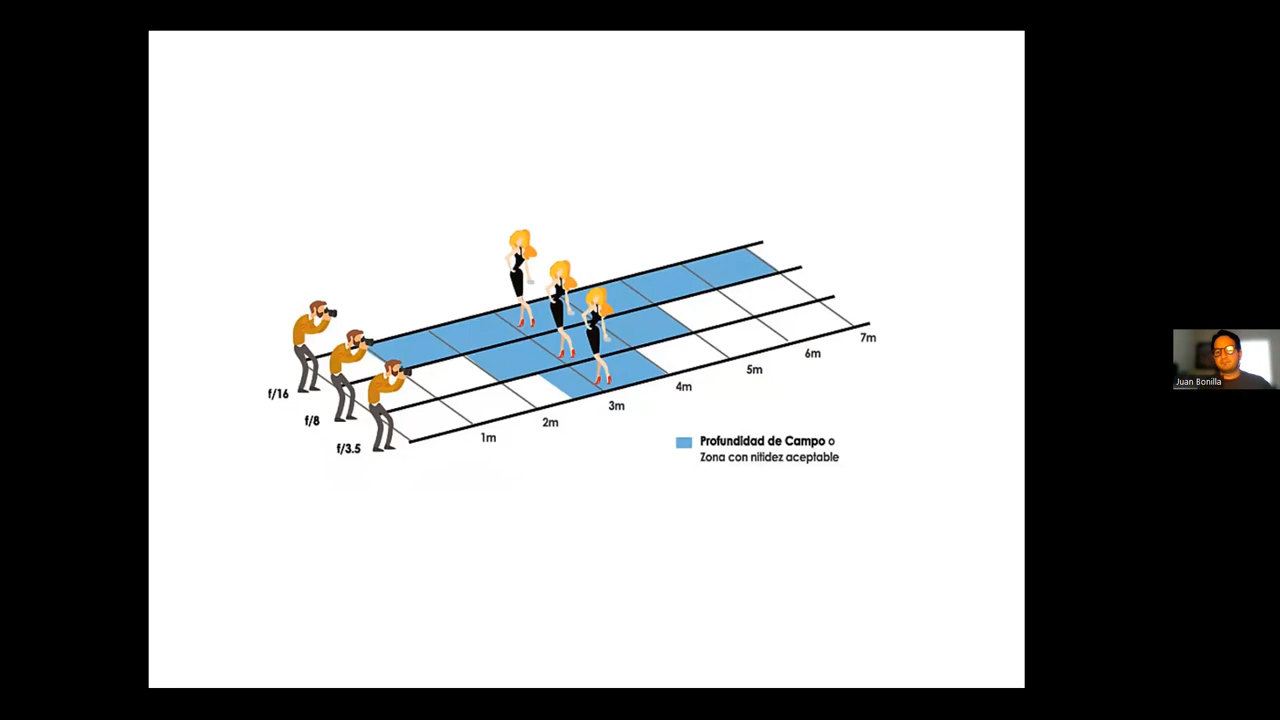 f/16
f/8
f/3.5
1m
2m
3m
4m
5m
6m
7m
Profundidad de Campo o
Zona con nitidez aceptable
Juan Bonilla